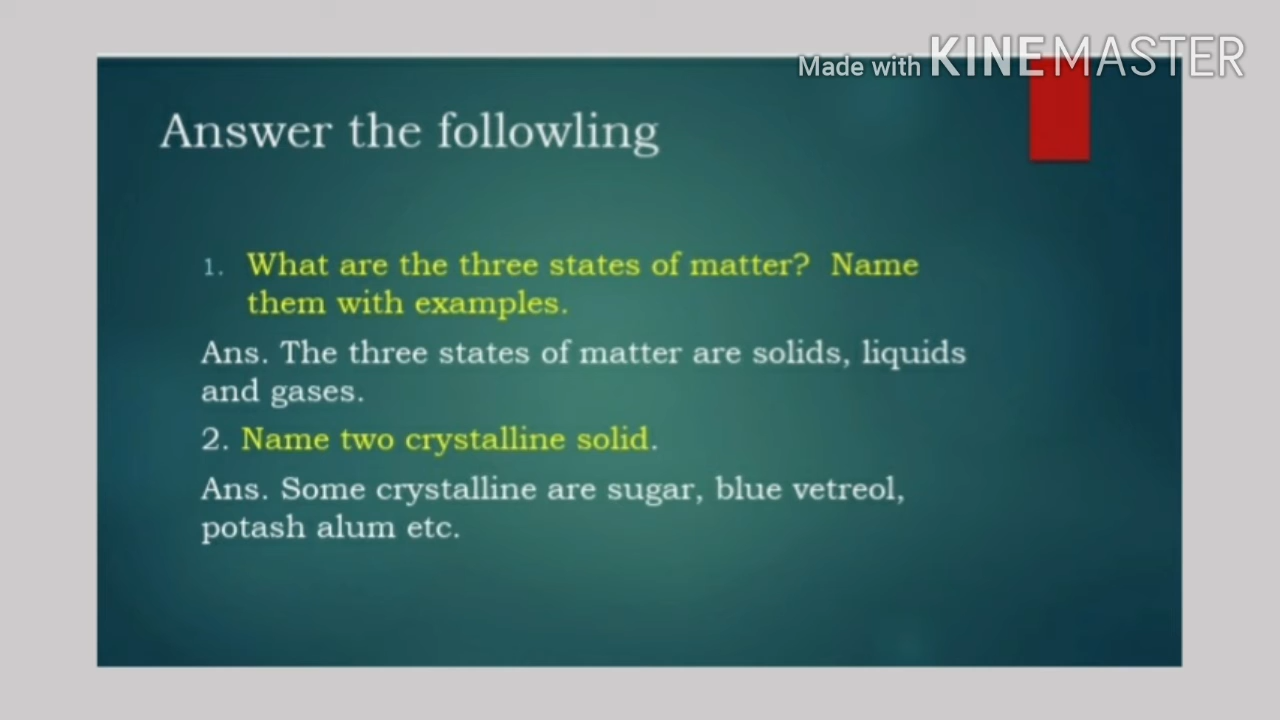 Made with KINEMASTER
Answer the followling
1. What are the three states of matter? Name
them with examples.
Ans. The three states of matter are solids, liquids
and gases.
2. Name two crystalline solid.
Ans. Some crystalline are sugar, blue vetreol,
potash alum etc.